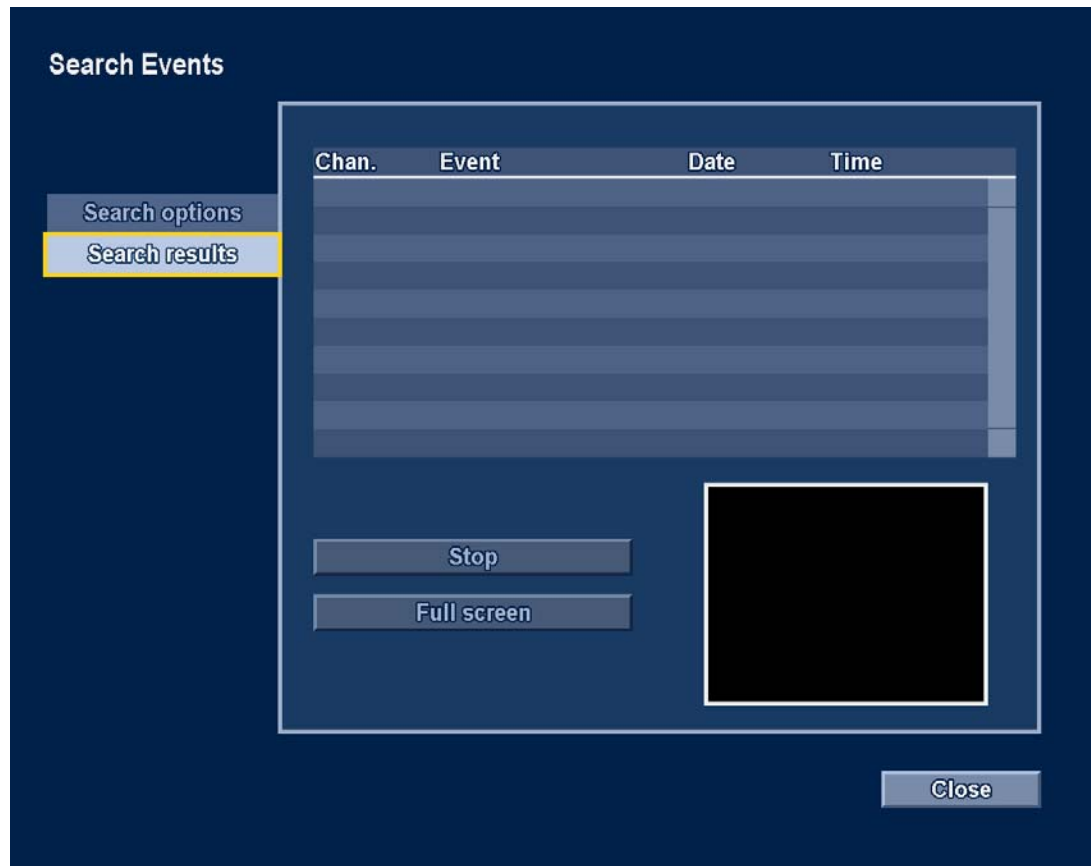 Search Events
Chan. Event Date Time
Search options
Search results
Stop
Full screen
Close